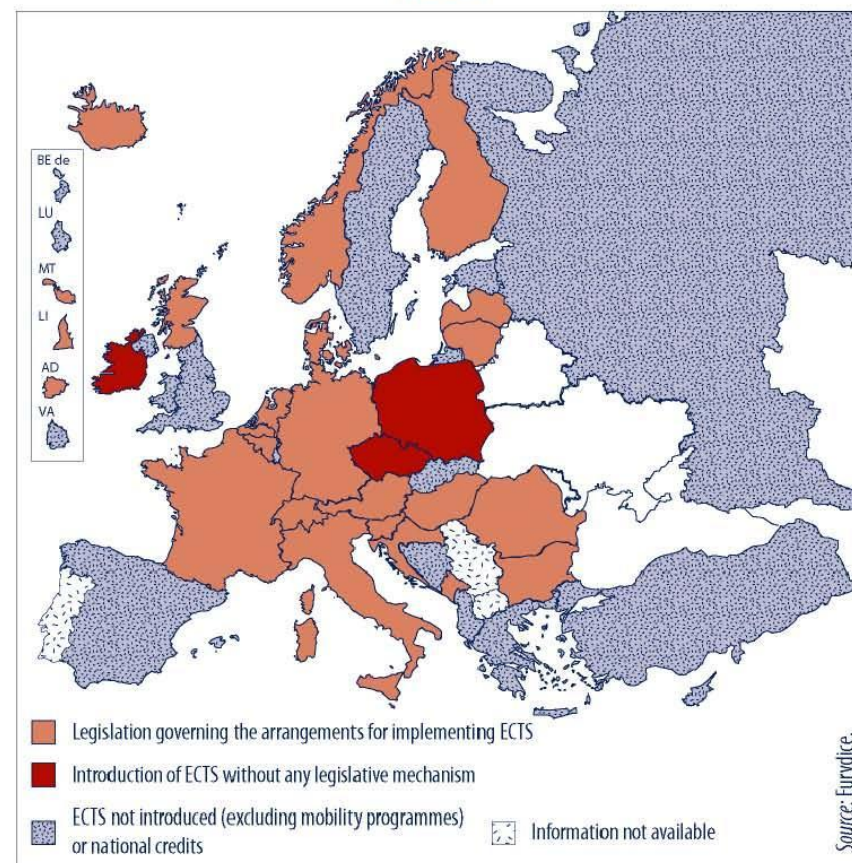 BE de
LU
MT
LI
AD
VA
Legislation governing the arrangements for implementing ECTS
Introduction of ECTS without any legislative mechanism
ECTS not introduced (excluding mobility programmes)
or national credits
Information not available
Source: Eurydice.